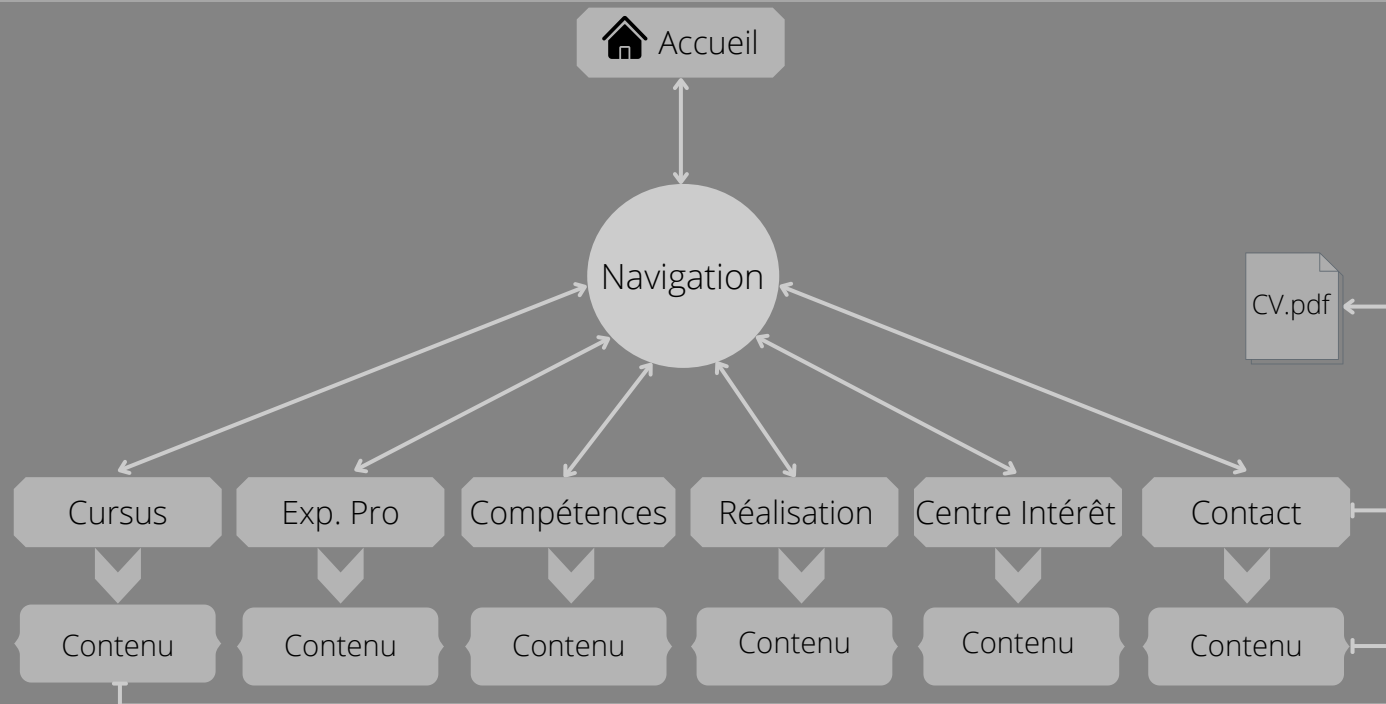 Accueil
Navigation
CV.pdf
Cursus
Exp. Pro
Compétences
Réalisation
Centre Intérêt
Contact
Contenu
Contenu
Contenu
Contenu
Contenu
Contenu